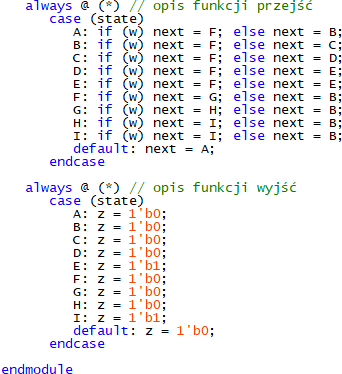 always @ (*) // opis funkcji przejść
case (state)
A: if (w) next = F; else next = B;
B: if (w) next = F; else next = C;
C: if (w) next = F; else next = D;
D: if (w) next = F; else next = E;
E: if (w) next = F; else next = E;
F: if (w) next = G; else next = B;
G: if (w) next = H; else next = B;
H: if (w) next = I; else next = B;
I: if (w) next = I; else next = B;
default: next = A;
endcase
always @ (*) // opis funkcji wyjść
case (state)
A: z = 1'b0;
B: z = 1'b0;
C: z = 1'b0;
D: z = 1'b0;
E: z = 1'b1;
F: z = 1'b0;
G: z = 1'b0;
H: z = 1'b0;
I: z = 1'b1;
default: z = 1'b0;
endcase
endmodule